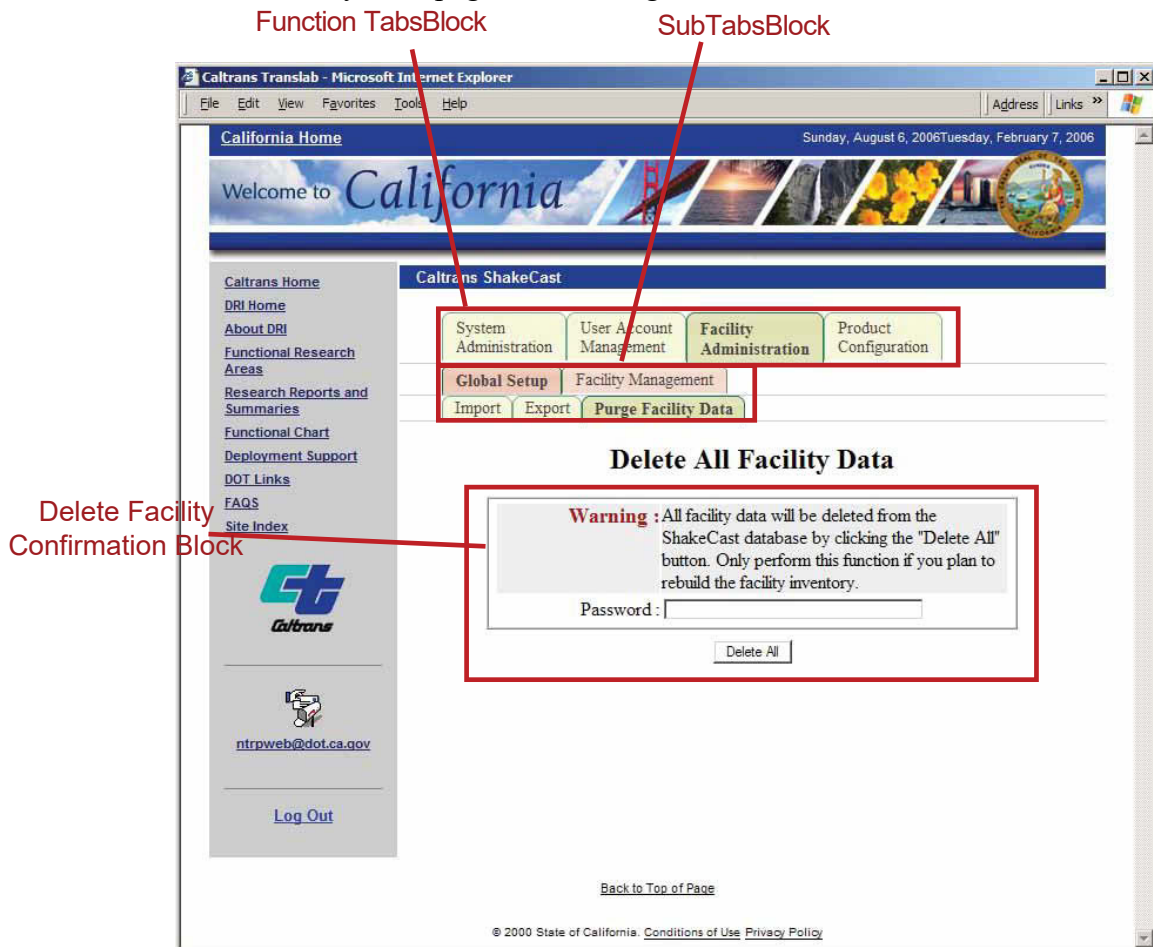 Function TabsBlock
SubTabsBlock
Caltrans Translab - Microsoft Internet Explorer
File Edit View Favorites Tools Help
Address Links »
California Home
Sunday, August 6, 2006Tuesday, February 7, 2006
Welcome to California
Caltrans Home
DRI Home
About DRI
Functional Research
Areas
Research Reports and
Summaries
Functional Chart
Deployment Support
DOT Links
FAQS
Site Index
Caltrans
ntrpweb@dot.ca.gov
Log Out
Caltrans ShakeCast
System
Administration
User Account
Management
Facility
Administration
Product
Configuration
Global Setup Facility Management
Import Export Purge Facility Data
Delete All Facility Data
Delete Facility
Confirmation Block
Warning : All facility data will be deleted from the
ShakeCast database by clicking the "Delete All"
button. Only perform this function if you plan to
rebuild the facility inventory.
Password :
Delete All
Back to Top of Page
© 2000 State of California. Conditions of Use Privacy Policy